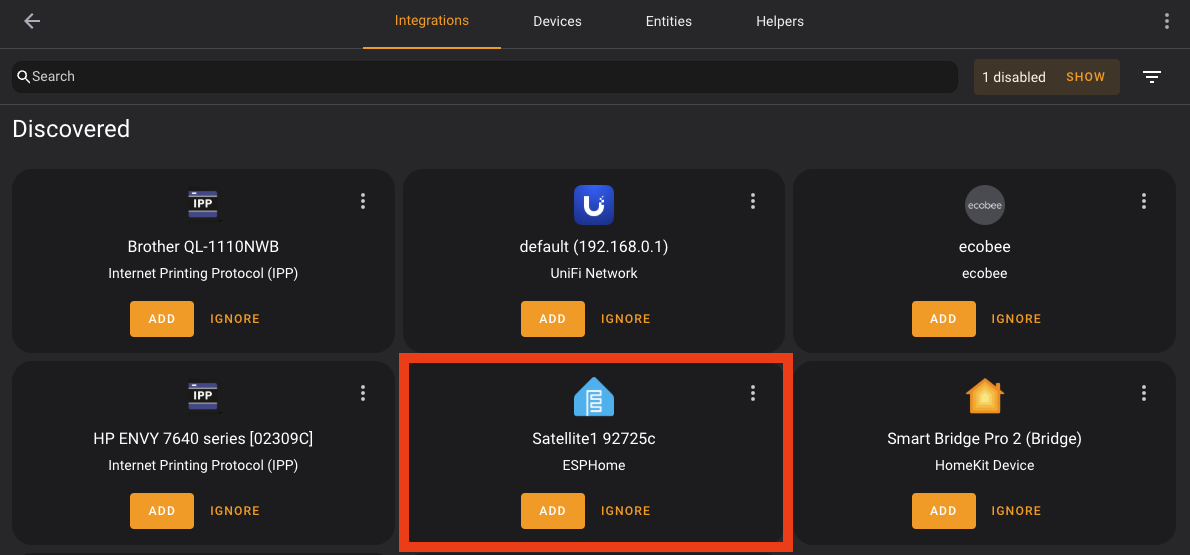 Integrations Devices Entities Helpers
Search 1 disabled SHOW
Discovered
IPP
Brother QL-1110NWB
Internet Printing Protocol (IPP)
ADD IGNORE
default (192.168.0.1)
UniFi Network
ADD IGNORE
ecobee
ecobee
ecobee
ADD IGNORE
IPP
HP ENVY 7640 series [02309C]
Internet Printing Protocol (IPP)
ADD IGNORE
Satellite1 92725c
ESPHome
ADD IGNORE
Smart Bridge Pro 2 (Bridge)
HomeKit Device
ADD IGNORE